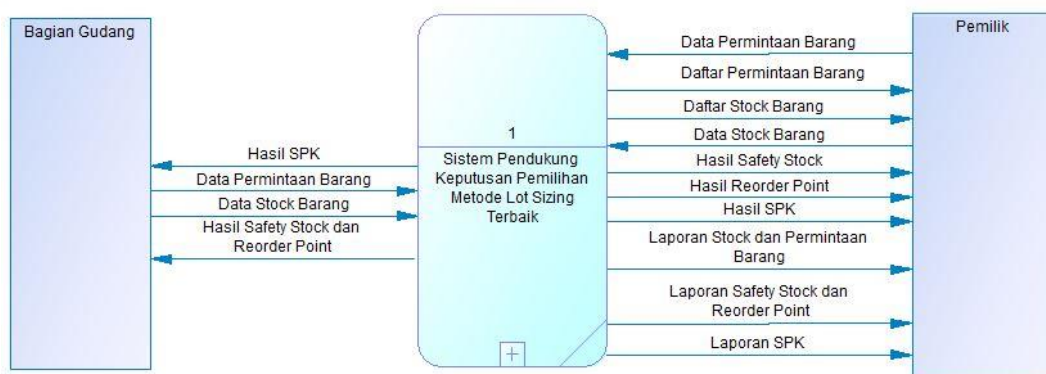 Bagian Gudang
Hasil SPK
Data Permintaan Barang
Data Stock Barang
Hasil Safety Stock dan
Reorder Point
1
Sistem Pendukung
Keputusan Pemilihan
Metode Lot Sizing
Terbaik
Data Permintaan Barang
Daftar Permintaan Barang
Daftar Stock Barang
Data Stock Barang
Hasil Safety Stock
Hasil Reorder Point
Hasil SPK
Laporan Stock dan Permintaan
Barang
Laporan Safety Stock dan
Reorder Point
Laporan SPK
Pemilik